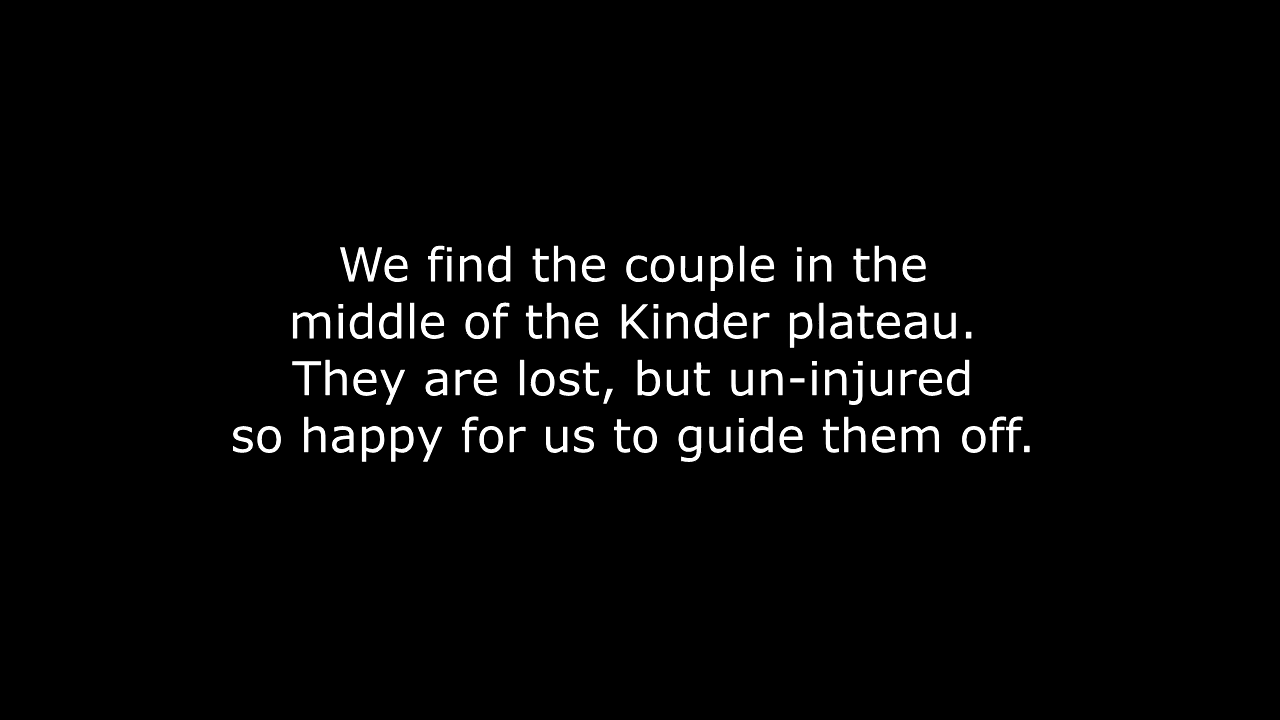 We find the couple in the
middle of the Kinder plateau.
They are lost, but un-injured
so happy for us to guide them off.